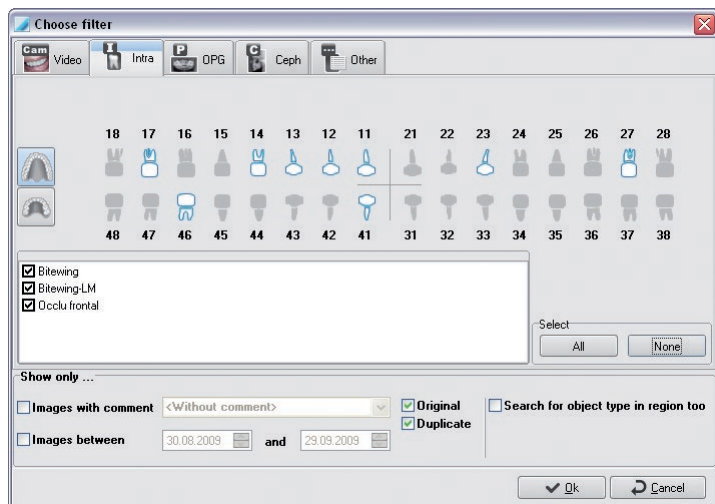 Choose filter
Cam Video I Intra P OPG C Ceph ... Other
18 17 16 15 14 13 12 11 21 22 23 24 25 26 27 28
48 47 46 45 44 43 42 41 31 32 33 34 35 36 37 38
Bitewing
Bitewing-LM
Occlu frontal
Select
All None
Show only ...
Images with comment <Without comment> Original Search for object type in region too
Duplicate
Images between 30.08.2009 and 29.09.2009
Ok Cancel